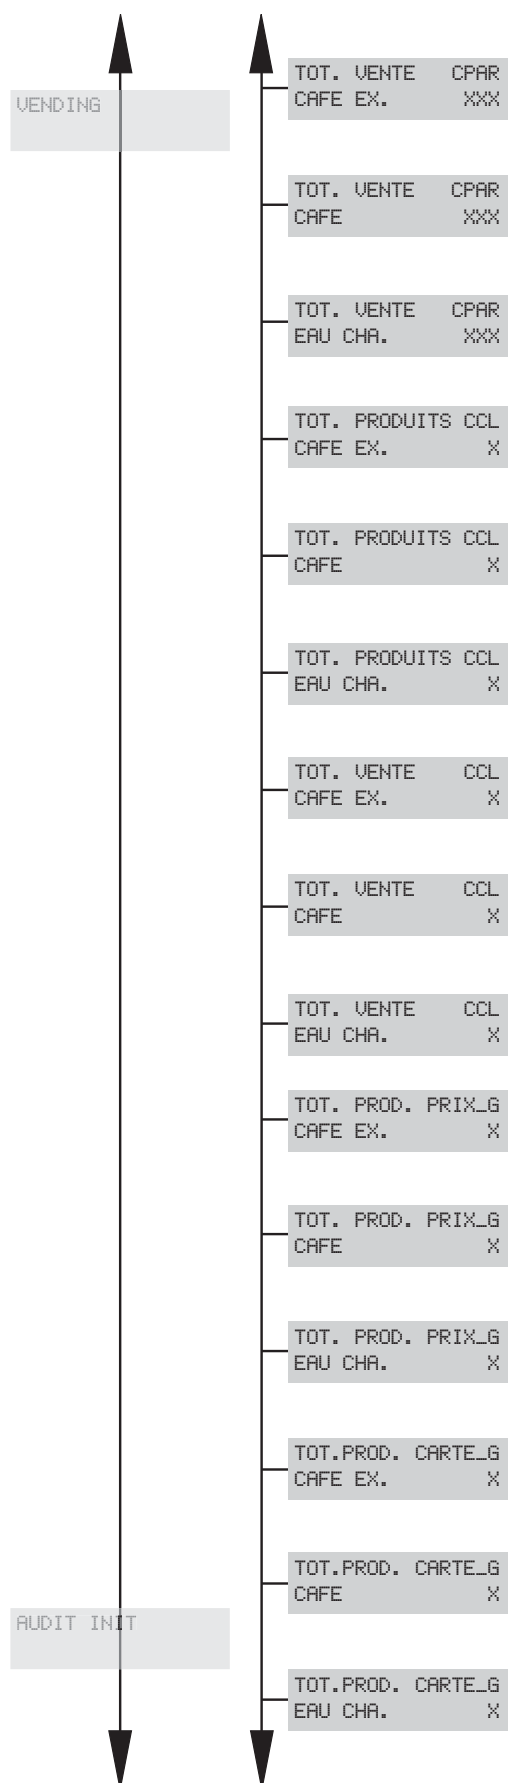 VENDING
TOT. VENTE CPAR
CAFE EX. XXX
TOT. VENTE CPAR
CAFE XXX
TOT. VENTE CPAR
EAU CHA. XXX
TOT. PRODUITS CCL
CAFE EX. X
TOT. PRODUITS CCL
CAFE X
TOT. PRODUITS CCL
EAU CHA. X
TOT. VENTE CCL
CAFE EX. X
TOT. VENTE CCL
CAFE X
TOT. VENTE CCL
EAU CHA. X
TOT. PROD. PRIX_G
CAFE EX. X
TOT. PROD. PRIX_G
CAFE X
TOT. PROD. PRIX_G
EAU CHA. X
TOT.PROD. CARTE_G
CAFE EX. X
TOT.PROD. CARTE_G
CAFE X
AUDIT INIT
TOT.PROD. CARTE_G
EAU CHA. X